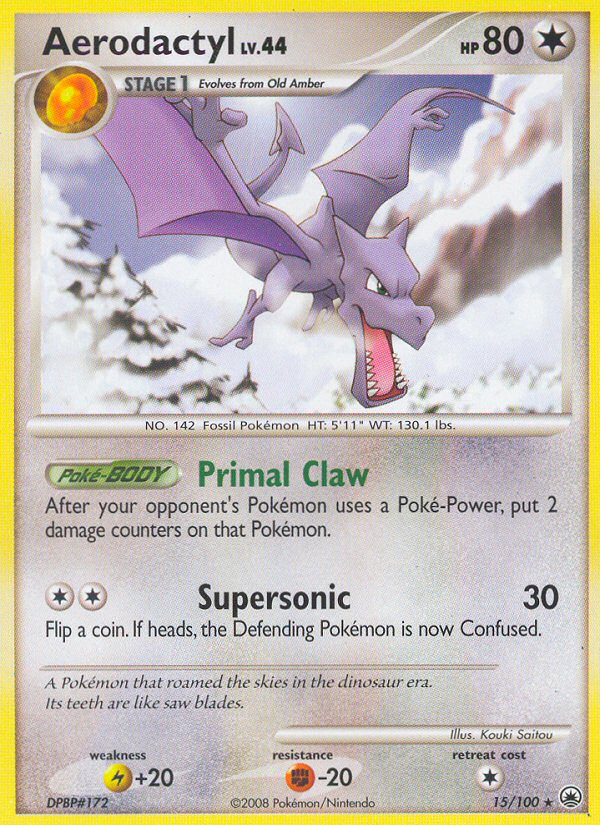 Aerodactyl LV.44 HP 80
STAGE 1 Evolves from Old Amber
NO. 142 Fossil Pokémon HT: 5'11" WT: 130.1 lbs.
Poké-BODY Primal Claw
After your opponent's Pokémon uses a Poké-Power, put 2
damage counters on that Pokémon.
Supersonic 30
Flip a coin. If heads, the Defending Pokémon is now Confused.
A Pokémon that roamed the skies in the dinosaur era.
Its teeth are like saw blades.
Illus. Kouki Saitou
weakness resistance retreat cost
+20 -20
DPBP#172 ©2008 Pokémon/Nintendo 15/100